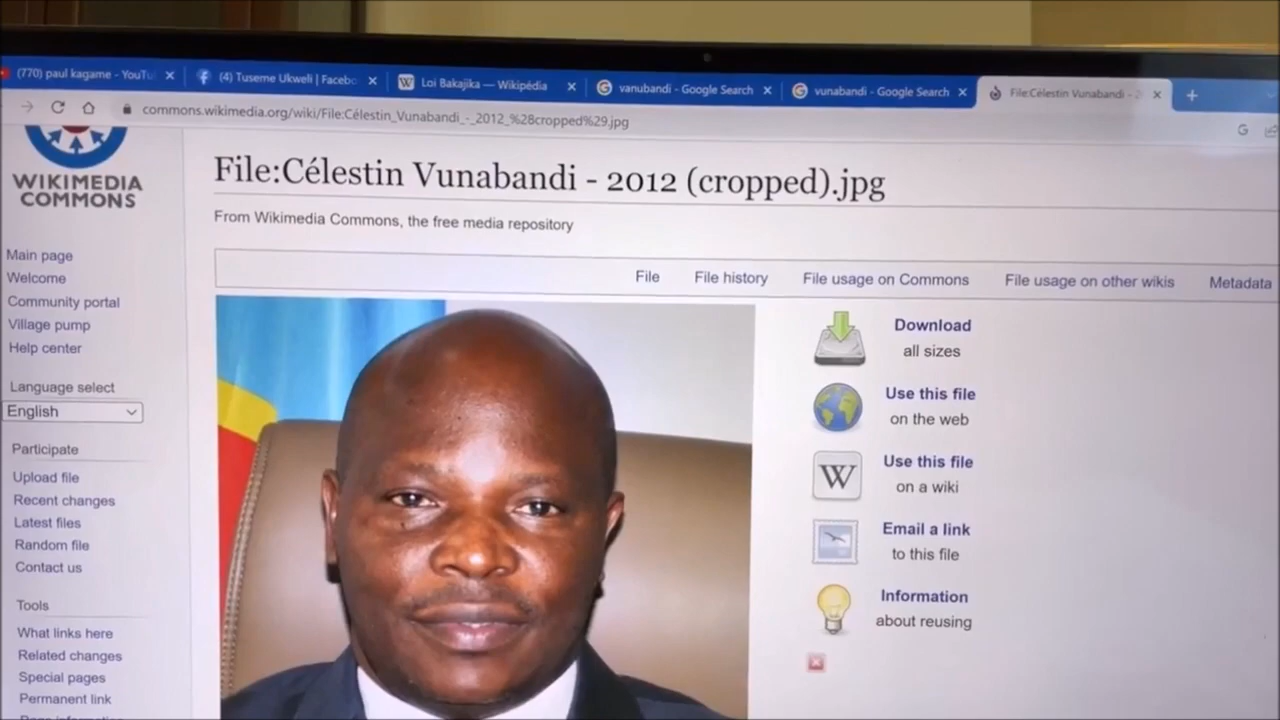 (770) paul kagame - YouTu
(4) Tuseme Ukweli | Facebo
Loi Bakajika — Wikipédia
vanubandi - Google Search
vunabandi - Google Search
File:Célestin Vunabandi - 2
commons.wikimedia.org/wiki/File:Célestin_Vunabandi_-_2012_%28cropped%29.jpg
WIKIMEDIA
COMMONS
File:Célestin Vunabandi - 2012 (cropped).jpg
From Wikimedia Commons, the free media repository
Main page
Welcome
Community portal
Village pump
Help center
Language select
English
Participate
Upload file
Recent changes
Latest files
Random file
Contact us
Tools
What links here
Related changes
Special pages
Permanent link
Page information
File
File history
File usage on Commons
File usage on other wikis
Metadata
Download
all sizes
Use this file
on the web
W
Use this file
on a wiki
Email a link
to this file
Information
about reusing